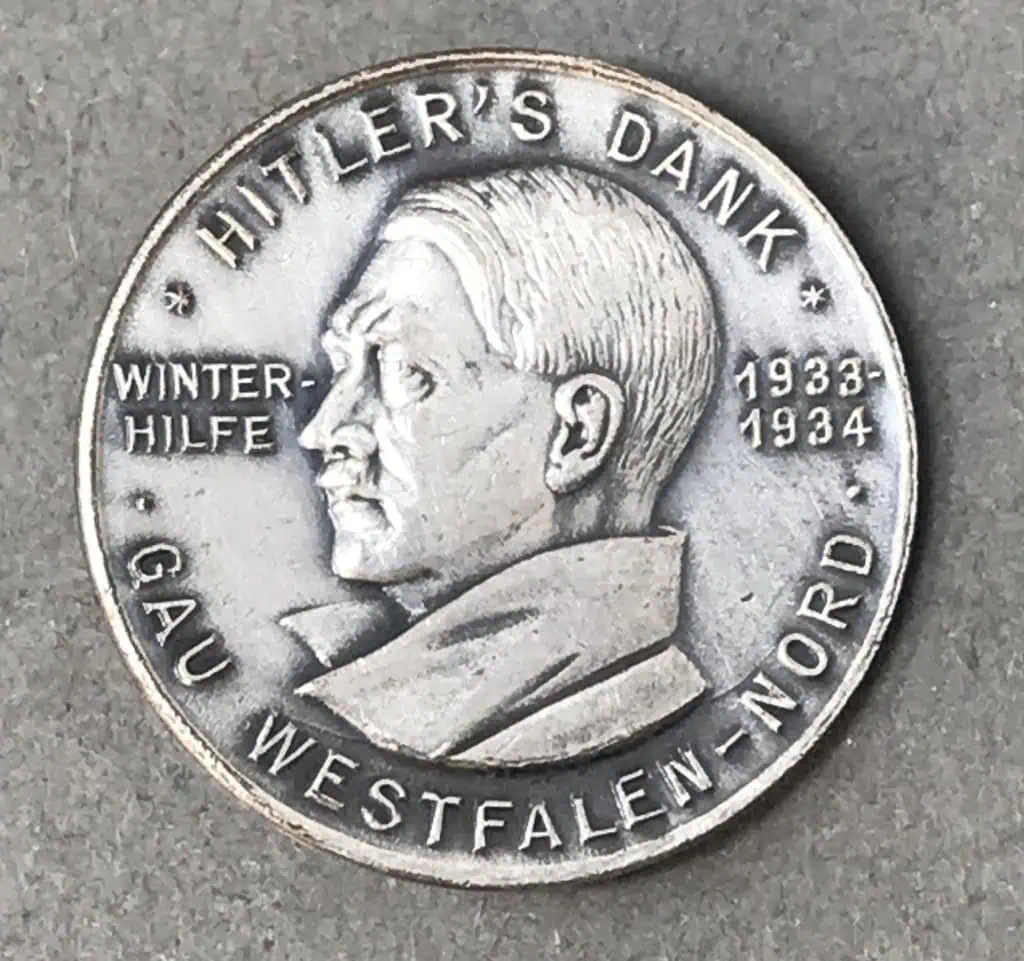 HITLER'S DANK
WINTER-
HILFE
1933-
1934
GAU WESTFALEN-NORD